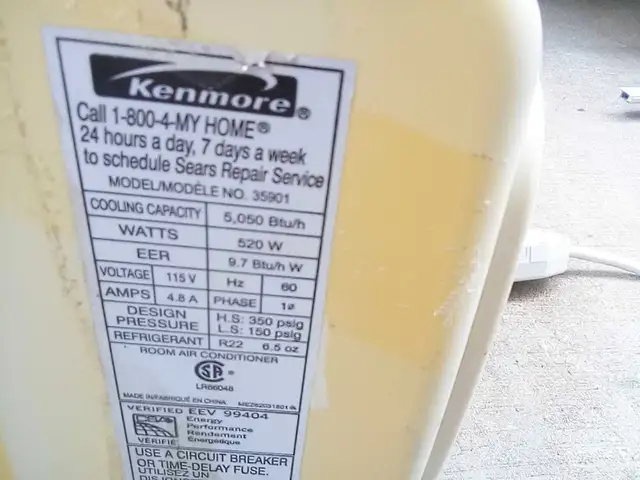 Kenmore®
Call 1-800-4-MY HOME®
24 hours a day, 7 days a week
to schedule Sears Repair Service
MODEL/MODÈLE NO. 35901
COOLING CAPACITY 5,050 Btu/h
WATTS 520 W
EER 9.7 Btu/h W
VOLTAGE 115 V Hz 60
AMPS 4.8 A PHASE 1ø
DESIGN PRESSURE H.S: 350 psig
L.S: 150 psig
REFRIGERANT R22 6.5 oz
ROOM AIR CONDITIONER
SA ®
LR86048
MADE IN/FABRIQUÉ EN CHINA
VERIFIED EEV 99404
Energy
Performance
Rendement
Énergétique
VERIFIÉ
USE A CIRCUIT BREAKER
OR TIME-DELAY FUSE.
UTILISEZ UN